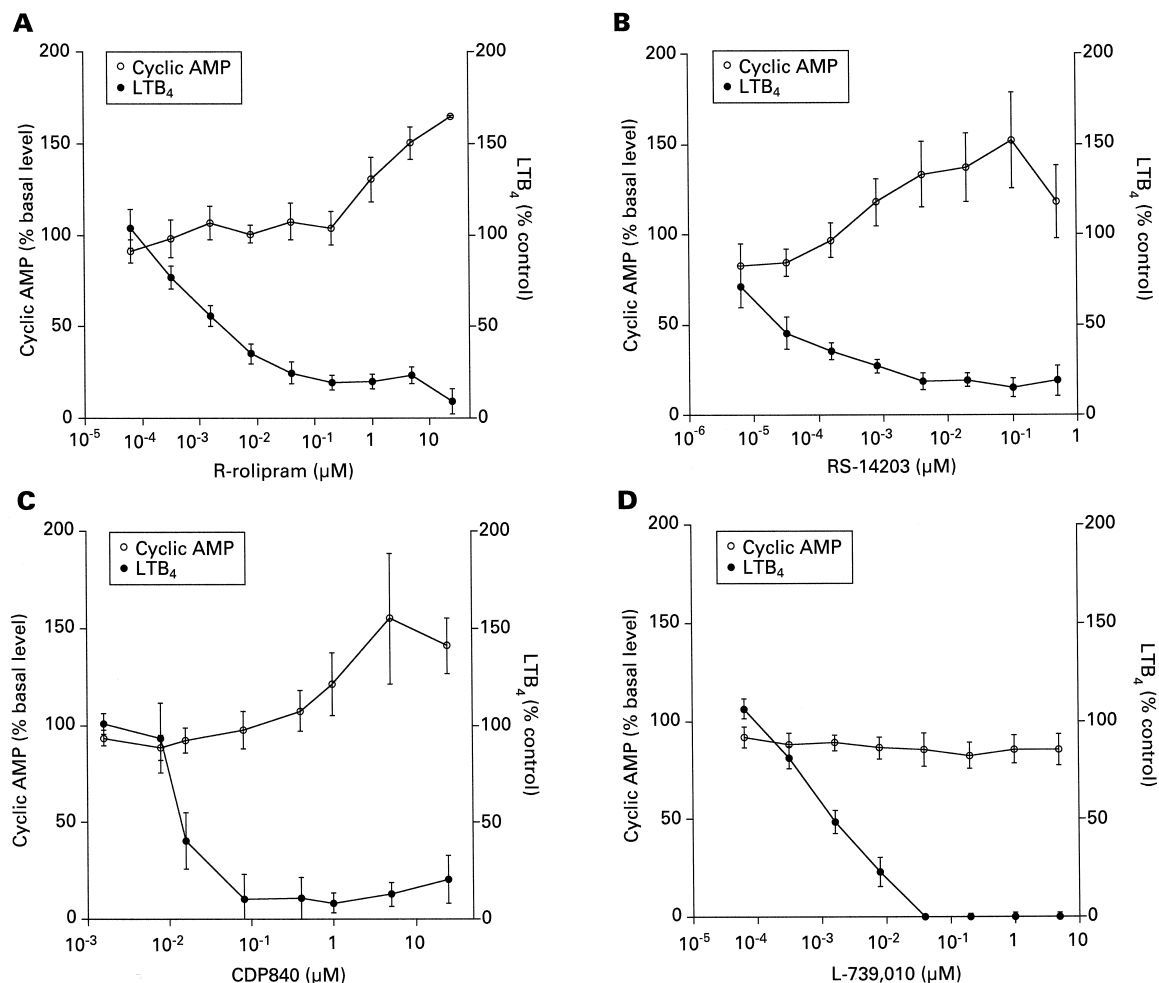 A
200
150
100
50
0
Cyclic AMP (% basal level)
Cyclic AMP
LTB₄
200
150
100
50
0
LTB₄ (% control)
10⁻⁵ 10⁻⁴ 10⁻³ 10⁻² 10⁻¹ 1 10
R-rolipram (µM)
B
200
150
100
50
0
Cyclic AMP (% basal level)
Cyclic AMP
LTB₄
200
150
100
50
0
LTB₄ (% control)
10⁻⁶ 10⁻⁵ 10⁻⁴ 10⁻³ 10⁻² 10⁻¹ 1
RS-14203 (µM)
C
200
150
100
50
0
Cyclic AMP (% basal level)
Cyclic AMP
LTB₄
200
150
100
50
0
LTB₄ (% control)
10⁻³ 10⁻² 10⁻¹ 1 10
CDP840 (µM)
D
200
150
100
50
0
Cyclic AMP (% basal level)
Cyclic AMP
LTB₄
200
150
100
50
0
LTB₄ (% control)
10⁻⁵ 10⁻⁴ 10⁻³ 10⁻² 10⁻¹ 1 10
L-739,010 (µM)